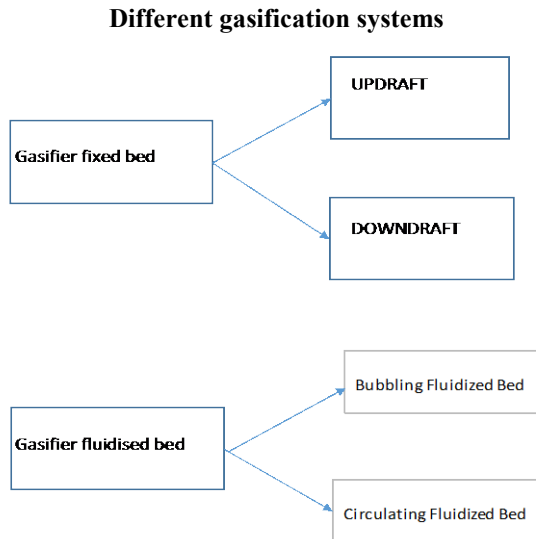 Different gasification systems
UPDRAFT
Gasifier fixed bed
DOWNDRAFT
Bubbling Fluidized Bed
Gasifier fluidised bed
Circulating Fluidized Bed